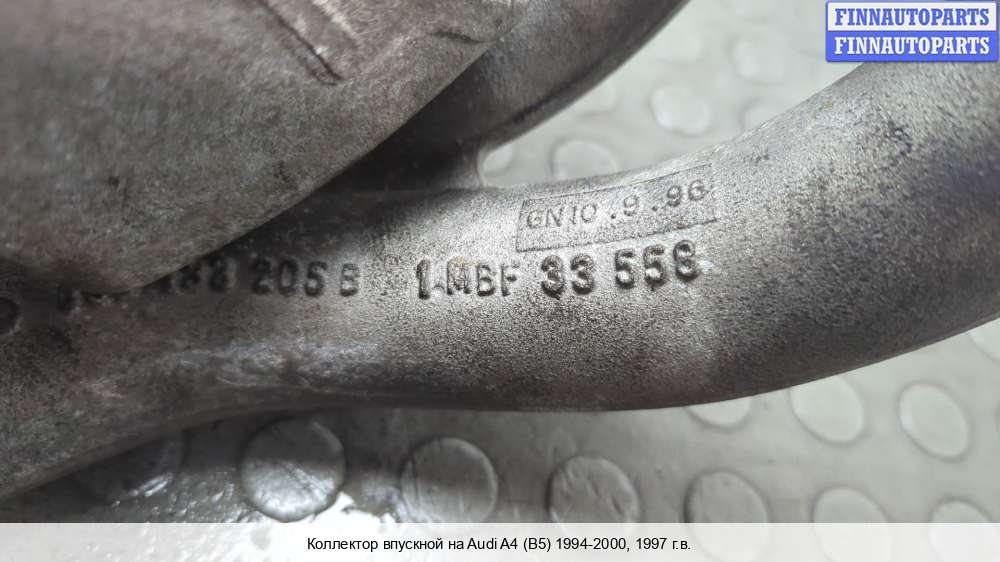 FINNAUTOPARTS
FINNAUTOPARTS
GN10.9.96
205 B 1.MBF 33 558
Коллектор впускной на Audi A4 (B5) 1994-2000, 1997 г.в.